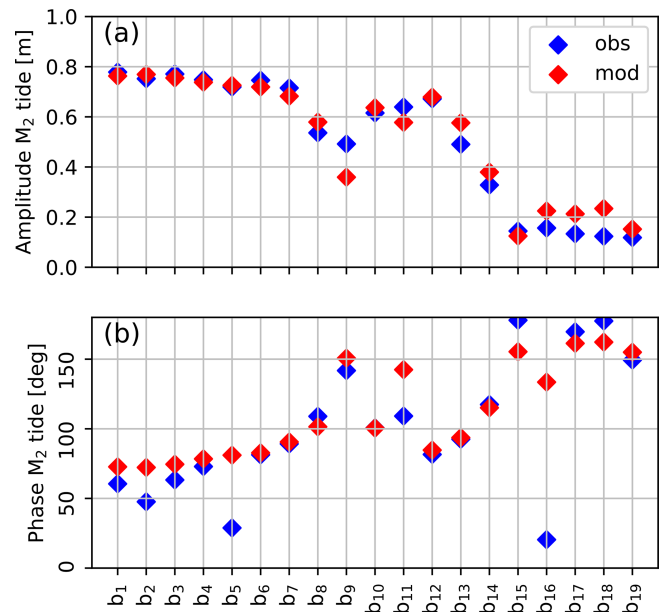 (a)
1.0
0.8
0.6
0.4
0.2
0.0
Amplitude M₂ tide [m]
obs
mod
(b)
150
100
50
0
Phase M₂ tide [deg]
b₁ b₂ b₃ b₄ b₅ b₆ b₇ b₈ b₉ b₁₀ b₁₁ b₁₂ b₁₃ b₁₄ b₁₅ b₁₆ b₁₇ b₁₈ b₁₉